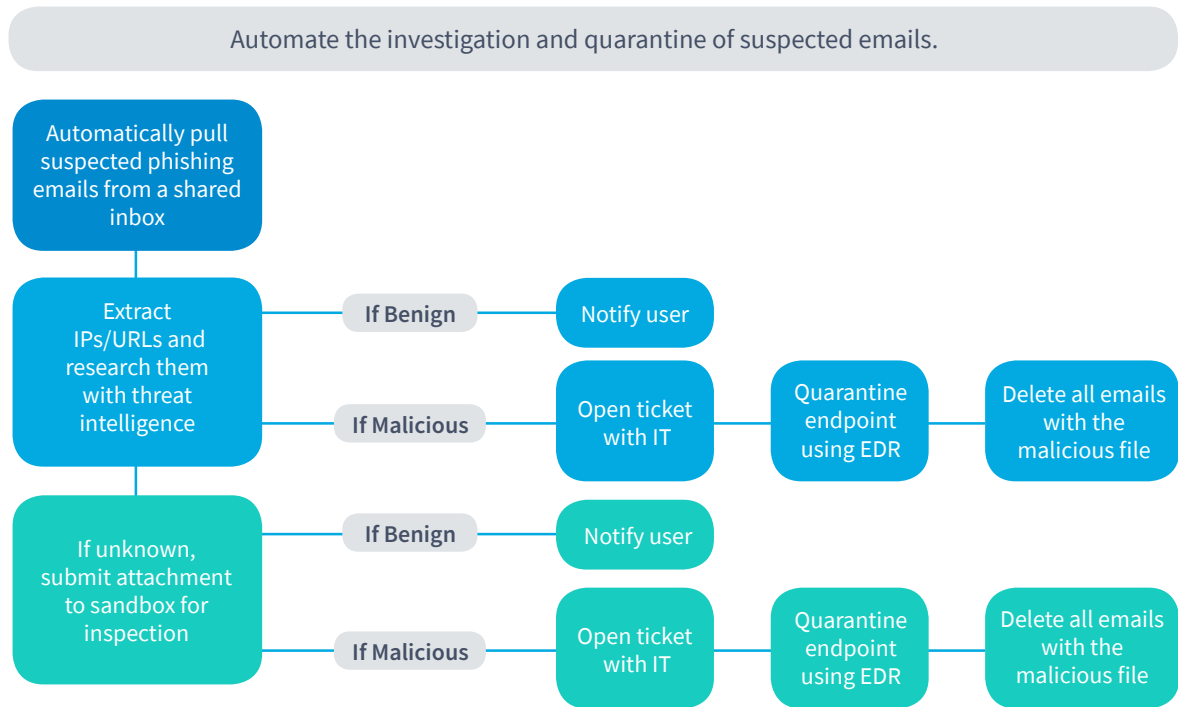 Automate the investigation and quarantine of suspected emails.
Automatically pull
suspected phishing
emails from a shared
inbox
Extract
IPs/URLs and
research them
with threat
intelligence
If Benign
Notify user
If Malicious
Open ticket
with IT
Quarantine
endpoint
using EDR
Delete all emails
with the
malicious file
If unknown,
submit attachment
to sandbox for
inspection
If Benign
Notify user
If Malicious
Open ticket
with IT
Quarantine
endpoint
using EDR
Delete all emails
with the
malicious file